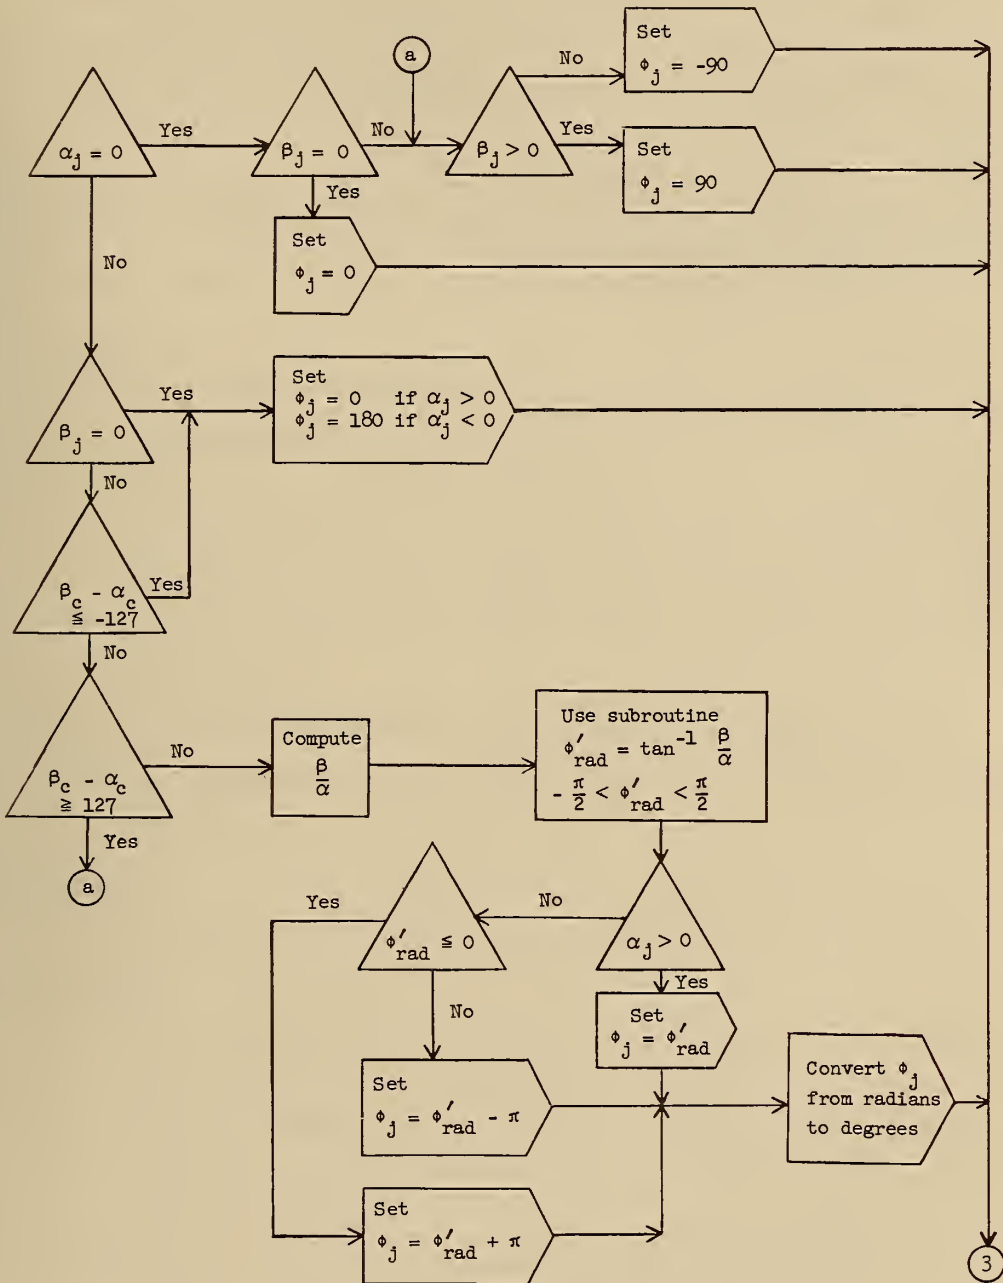 a
Set
ϕj = -90
No
αj = 0
Yes
βj = 0
No
βj > 0
Yes
Set
ϕj = 90
Yes
Set
ϕj = 0
No
βj = 0
Yes
Set
ϕj = 0 if αj > 0
ϕj = 180 if αj < 0
No
βc - αc
≦ -127
Yes
No
βc - αc
≧ 127
No
Compute
β/α
Use subroutine
ϕ′rad = tan⁻¹ β/α
- π/2 < ϕ′rad < π/2
Yes
a
αj > 0
No
ϕ′rad ≦ 0
Yes
Yes
Set
ϕj = ϕ′rad
No
Set
ϕj = ϕ′rad - π
Convert ϕj
from radians
to degrees
Set
ϕj = ϕ′rad + π
3